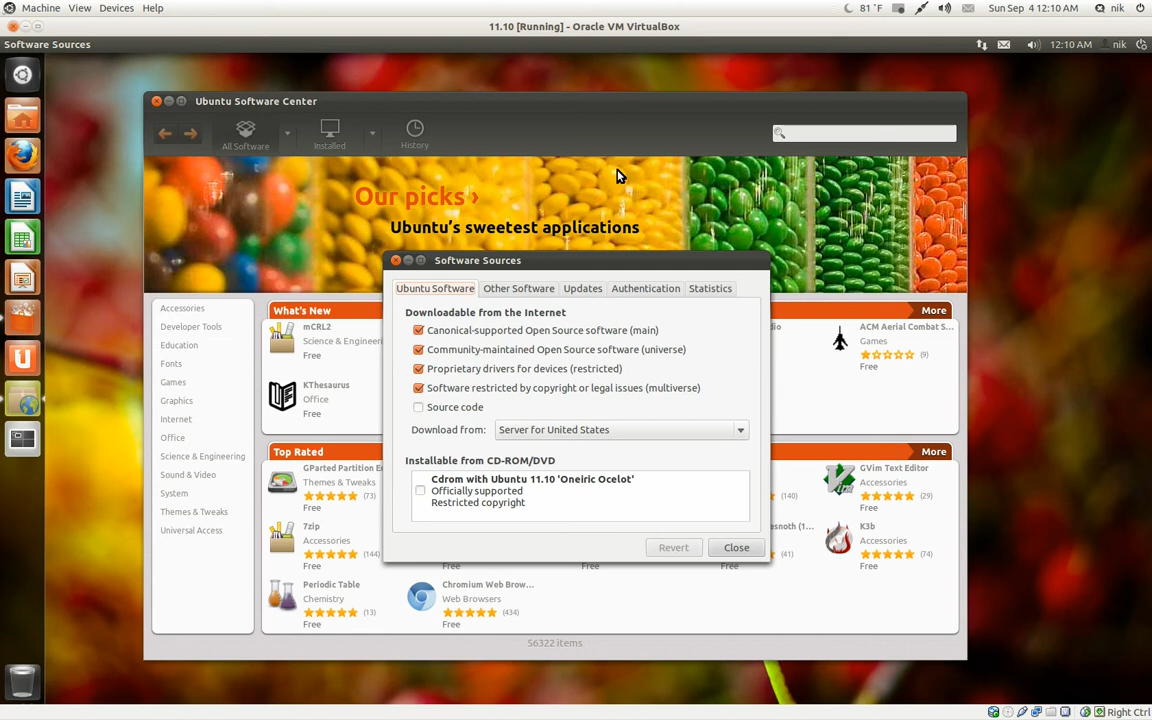 Machine View Devices Help
81 °F Sun Sep 4 12:10 AM nik
11.10 [Running] - Oracle VM VirtualBox
Software Sources 12:10 AM nik
Ubuntu Software Center
All Software Installed History
Our picks ›
Ubuntu's sweetest applications
Software Sources
Ubuntu Software Other Software Updates Authentication Statistics
Downloadable from the Internet
Canonical-supported Open Source software (main)
Community-maintained Open Source software (universe)
Proprietary drivers for devices (restricted)
Software restricted by copyright or legal issues (multiverse)
Source code
Download from: Server for United States
Installable from CD-ROM/DVD
Cdrom with Ubuntu 11.10 'Oneiric Ocelot'
Officially supported
Restricted copyright
Revert Close
Accessories
Developer Tools
Education
Fonts
Games
Graphics
Internet
Office
Science & Engineering
Sound & Video
System
Themes & Tweaks
Universal Access
What's New More
mCRL2
Science & Engineer
Free
KThesaurus
Office
Free
dio
ACM Aerial Combat S...
(9)
Free
Top Rated More
GParted Partition E
Themes & Tweaks
(73)
Free
(140)
GVim Text Editor
Accessories
(29)
Free
7zip
Accessories
(144)
Free
Free
Free
esnoth (1...
(41)
Free
K3b
Accessories
(74)
Free
Periodic Table
Chemistry
(13)
Free
Chromium Web Brow...
Web Browsers
(434)
Free
56322 items
Right Ctrl